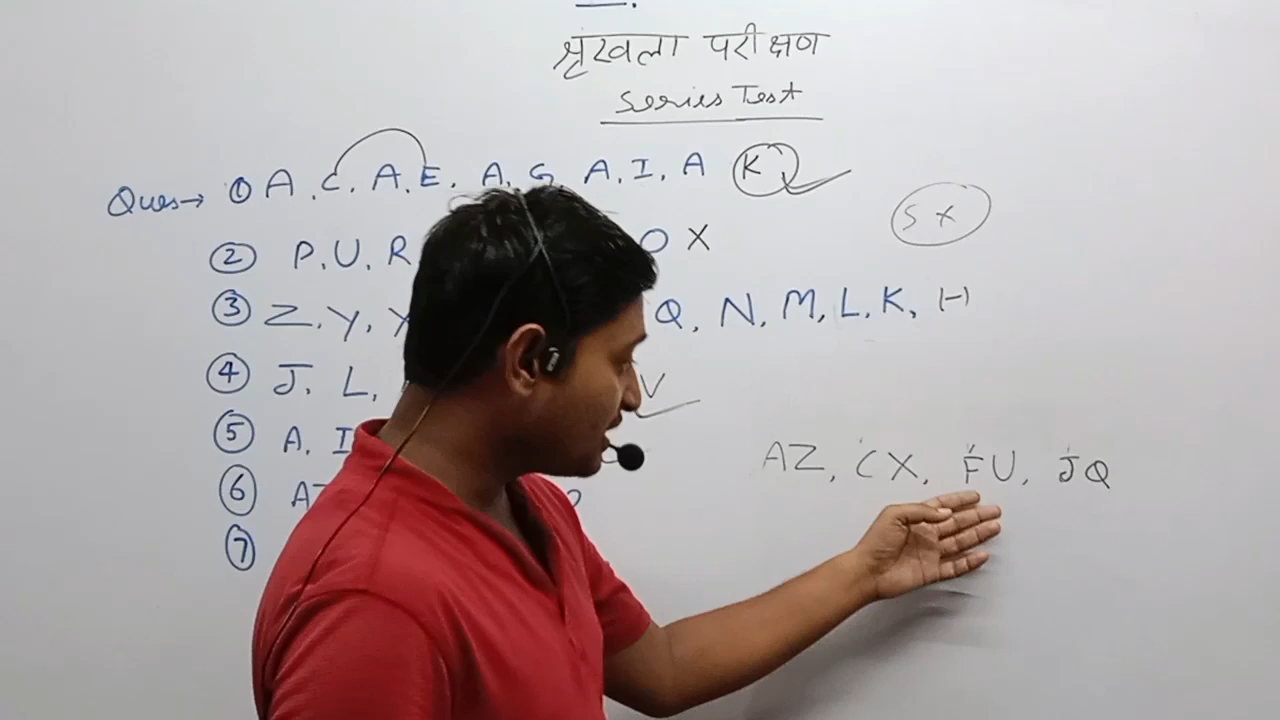 श्रृंखला परीक्षण
Series Test
Ques→ ① A, C, A, E, A, G, A, I, A K
② P, U, R O X
S X
③ Z, Y, Q, N, M, L, K, H
④ J, L, V
⑤ A, I
AZ, CX, FU, JQ
⑥
⑦